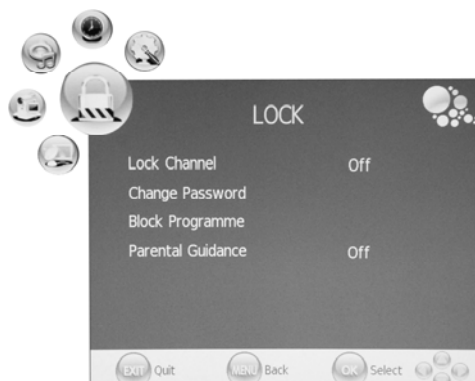 LOCK
Lock Channel Off
Change Password
Block Programme
Parental Guidance Off
EXIT Quit MENU Back OK Select